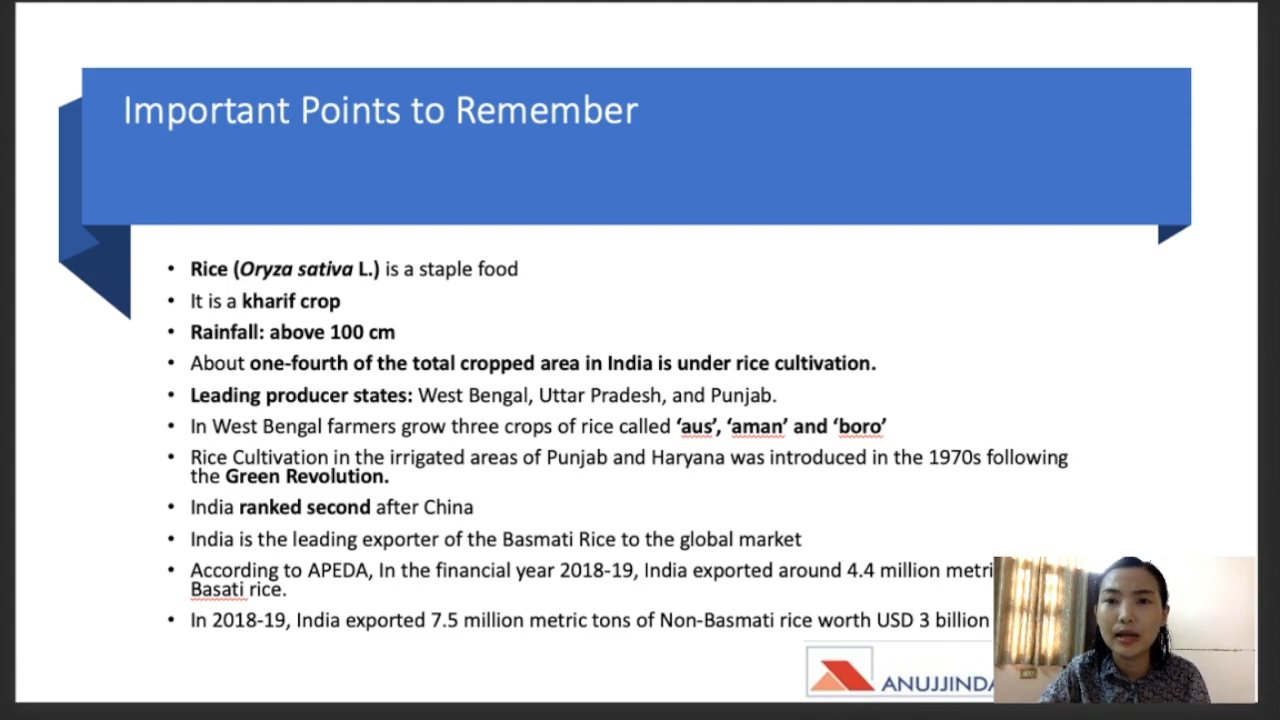 Important Points to Remember
• Rice (Oryza sativa L.) is a staple food
• It is a kharif crop
• Rainfall: above 100 cm
• About one-fourth of the total cropped area in India is under rice cultivation.
• Leading producer states: West Bengal, Uttar Pradesh, and Punjab.
• In West Bengal farmers grow three crops of rice called ‘aus’, ‘aman’ and ‘boro’
• Rice Cultivation in the irrigated areas of Punjab and Haryana was introduced in the 1970s following
the Green Revolution.
• India ranked second after China
• India is the leading exporter of the Basmati Rice to the global market
• According to APEDA, In the financial year 2018-19, India exported around 4.4 million metri
Basati rice.
• In 2018-19, India exported 7.5 million metric tons of Non-Basmati rice worth USD 3 billion
ANUJJINDA